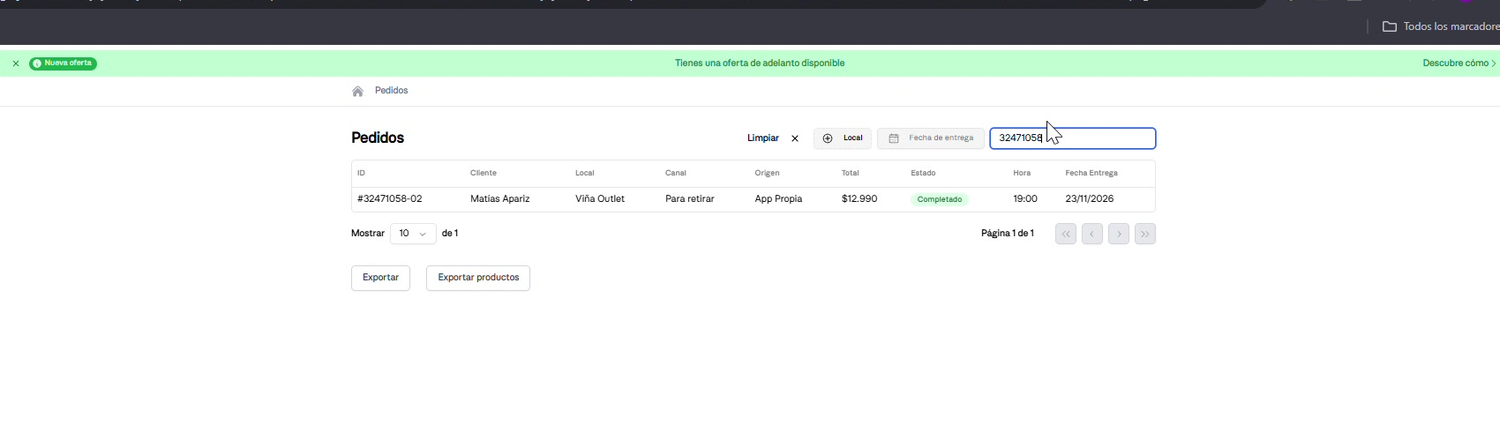 Todos los marcadore
× Nueva oferta Tienes una oferta de adelanto disponible Descubre cómo >
Pedidos
Pedidos Limpiar × Local Fecha de entrega 32471058
ID Cliente Local Canal Origen Total Estado Hora Fecha Entrega
#32471058-02 Matías Apariz Viña Outlet Para retirar App Propia $12.990 Completado 19:00 23/11/2026
Mostrar 10 de 1 Página 1 de 1 << < > >>
Exportar Exportar productos